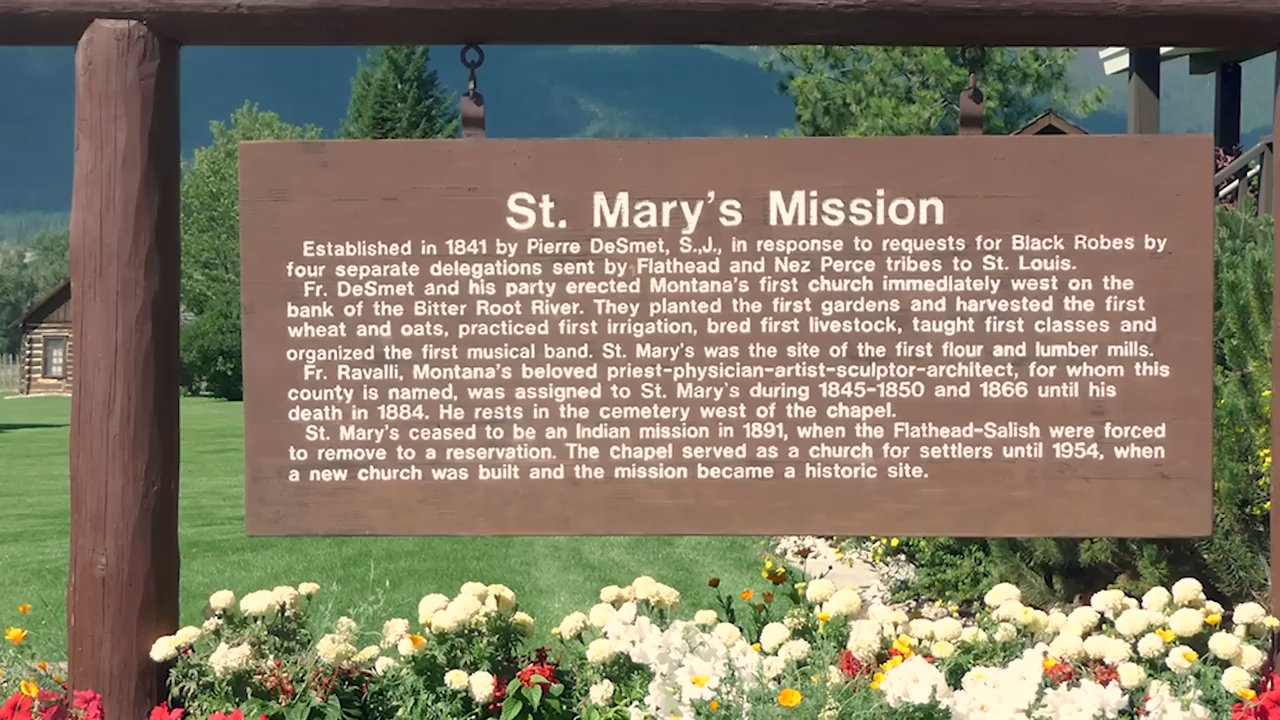 St. Mary's Mission
Established in 1841 by Pierre DeSmet, S.,J., in response to requests for Black Robes by
four separate delegations sent by Flathead and Nez Perce tribes to St. Louis.
Fr. DeSmet and his party erected Montana's first church immediately west on the
bank of the Bitter Root River. They planted the first gardens and harvested the first
wheat and oats, practiced first irrigation, bred first livestock, taught first classes and
organized the first musical band. St. Mary's was the site of the first flour and lumber mills.
Fr. Ravalli, Montana's beloved priest-physician-artist-sculptor-architect, for whom this
county is named, was assigned to St. Mary's during 1845-1850 and 1866 until his
death in 1884. He rests in the cemetery west of the chapel.
St. Mary's ceased to be an Indian mission in 1891, when the Flathead-Salish were forced
to remove to a reservation. The chapel served as a church for settlers until 1954, when
a new church was built and the mission became a historic site.